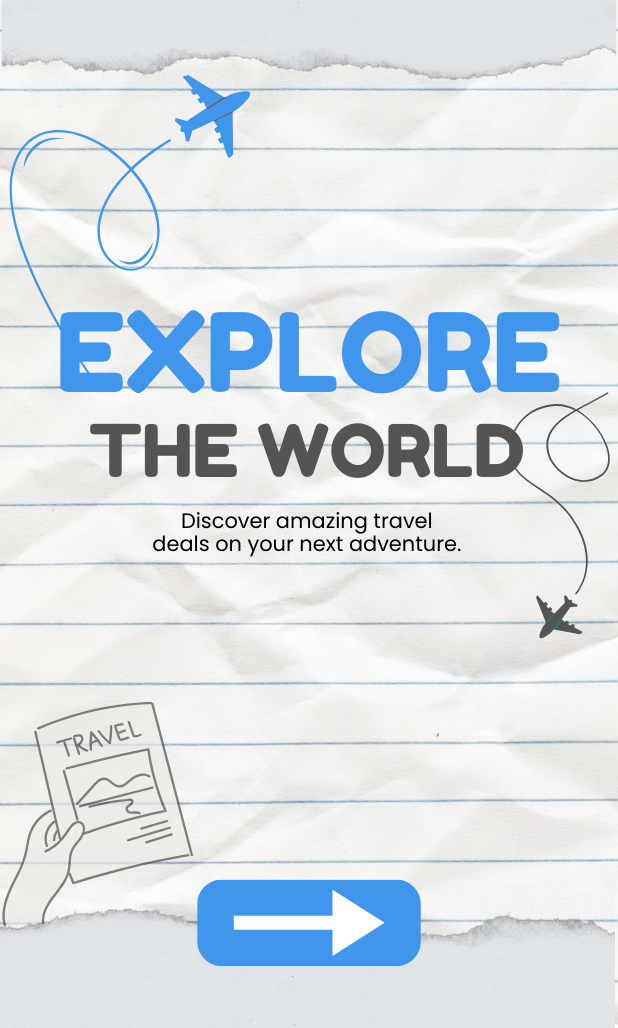 EXPLORE
THE WORLD
Discover amazing travel
deals on your next adventure.
TRAVEL